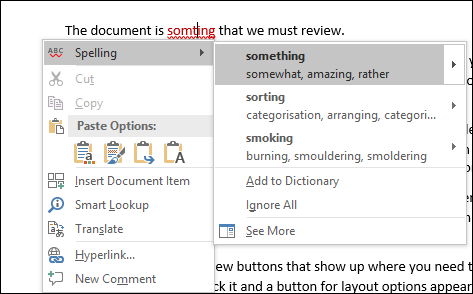 The document is somting that we must review.
ABC Spelling
Cut
Copy
Paste Options:
A
Insert Document Item
Smart Lookup
Translate
Hyperlink...
New Comment
something
somewhat, amazing, rather
sorting
categorisation, arranging, categori...
smoking
burning, smouldering, smoldering
Add to Dictionary
Ignore All
See More
ew buttons that show up where you need t
ck it and a button for layout options appear